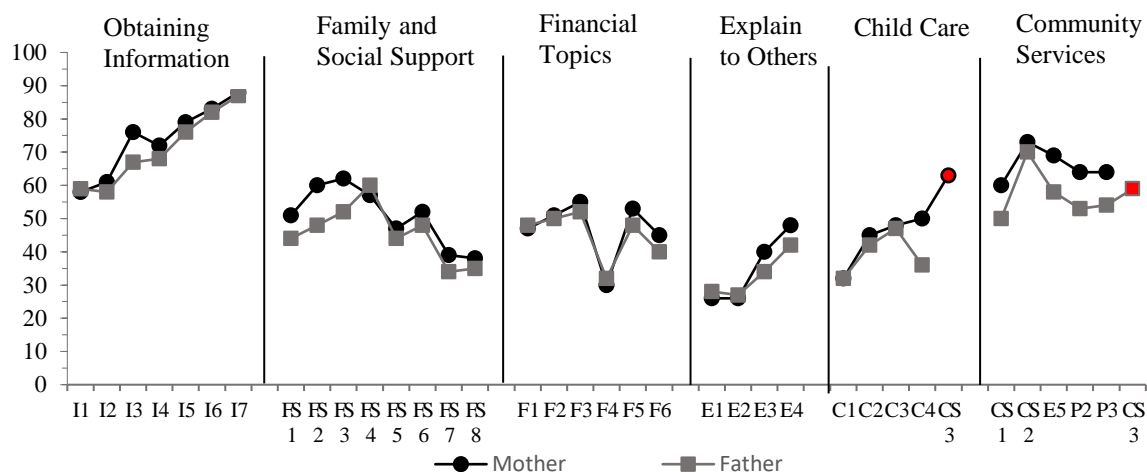 Obtaining
Information
Family and
Social Support
Financial
Topics
Explain
to Others
Child Care
Community
Services
100
90
80
70
60
50
40
30
20
10
0
I1 I2 I3 I4 I5 I6 I7
FS FS FS FS FS FS FS FS
1 2 3 4 5 6 7 8
F1 F2 F3 F4 F5 F6
E1 E2 E3 E4
C1 C2 C3 C4 CS
3
CS CS E5 P2 P3 CS
1 2 3
Mother Father